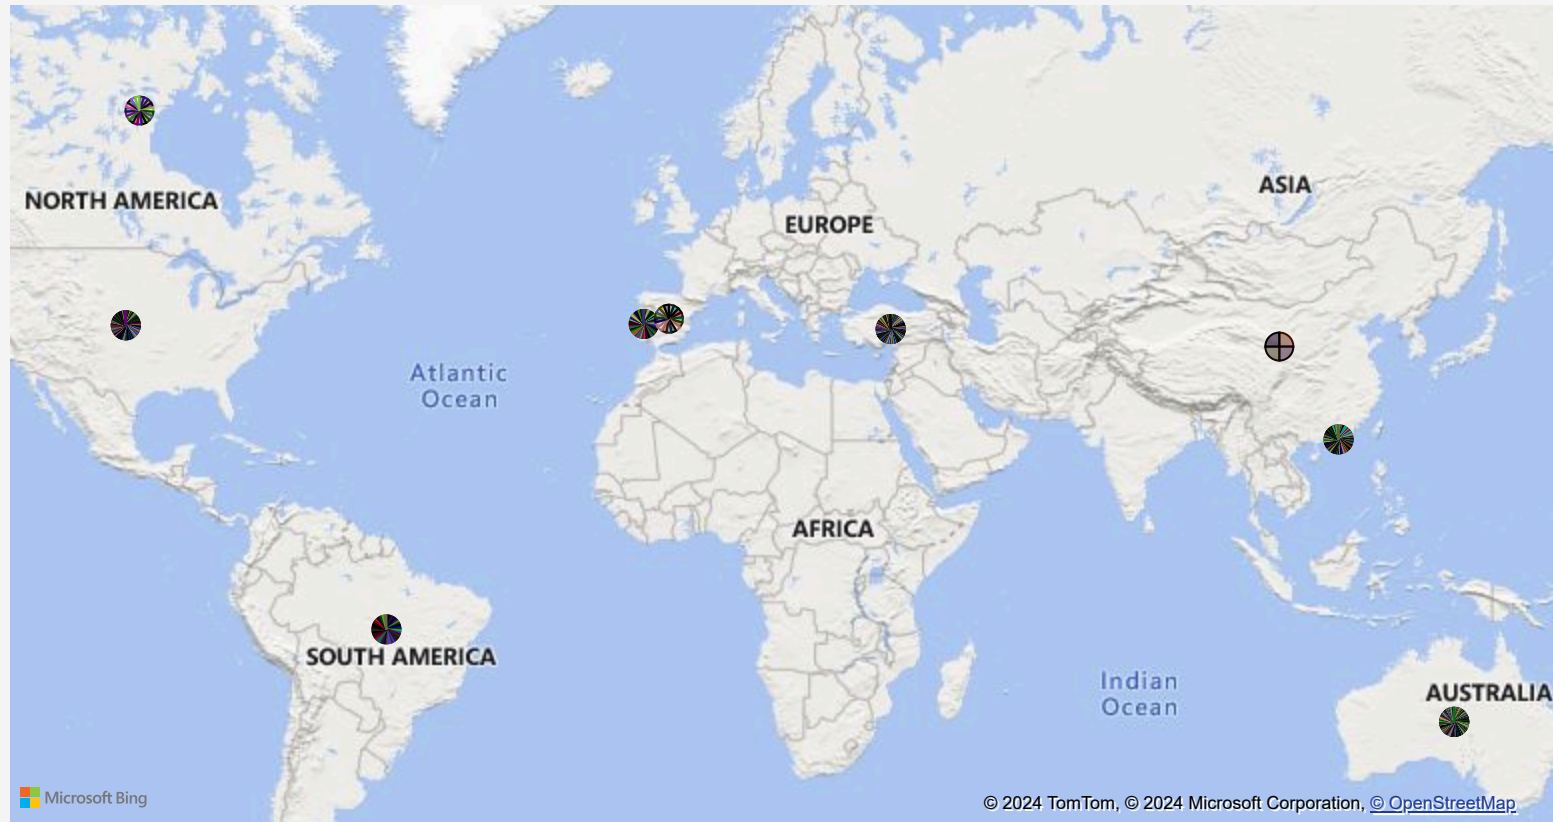 ASIA
NORTH AMERICA
EUROPE
Atlantic
Ocean
AFRICA
SOUTH AMERICA
Indian
Ocean
AUSTRALIA
Microsoft Bing
© 2024 TomTom, © 2024 Microsoft Corporation, © OpenStreetMap